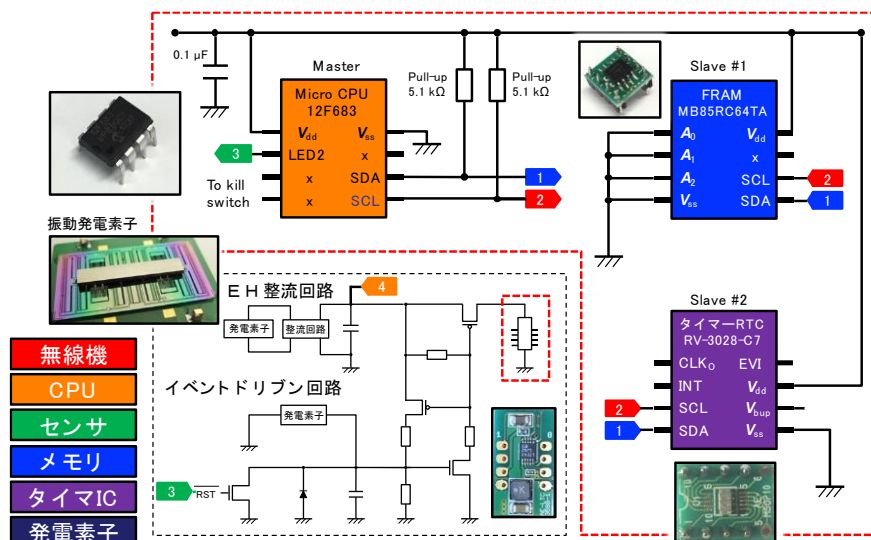 0.1 μF
Master
Micro CPU
12F683
Vdd
Vss
LED2
x
x
SDA
x
SCL
3
To kill
switch
Pull-up
5.1 kΩ
Pull-up
5.1 kΩ
1
2
Slave #1
FRAM
MB85RC64TA
A0
Vdd
A1
x
A2
SCL
Vss
SDA
2
1
振動発電素子
EH整流回路
4
発電素子
整流回路
イベントドリブン回路
発電素子
3
RST
1
8
Slave #2
タイマーRTC
RV-3028-C7
CLKO
EVI
INT
Vdd
SCL
Vbup
SDA
Vss
2
1
無線機
CPU
センサ
メモリ
タイマIC
発電素子